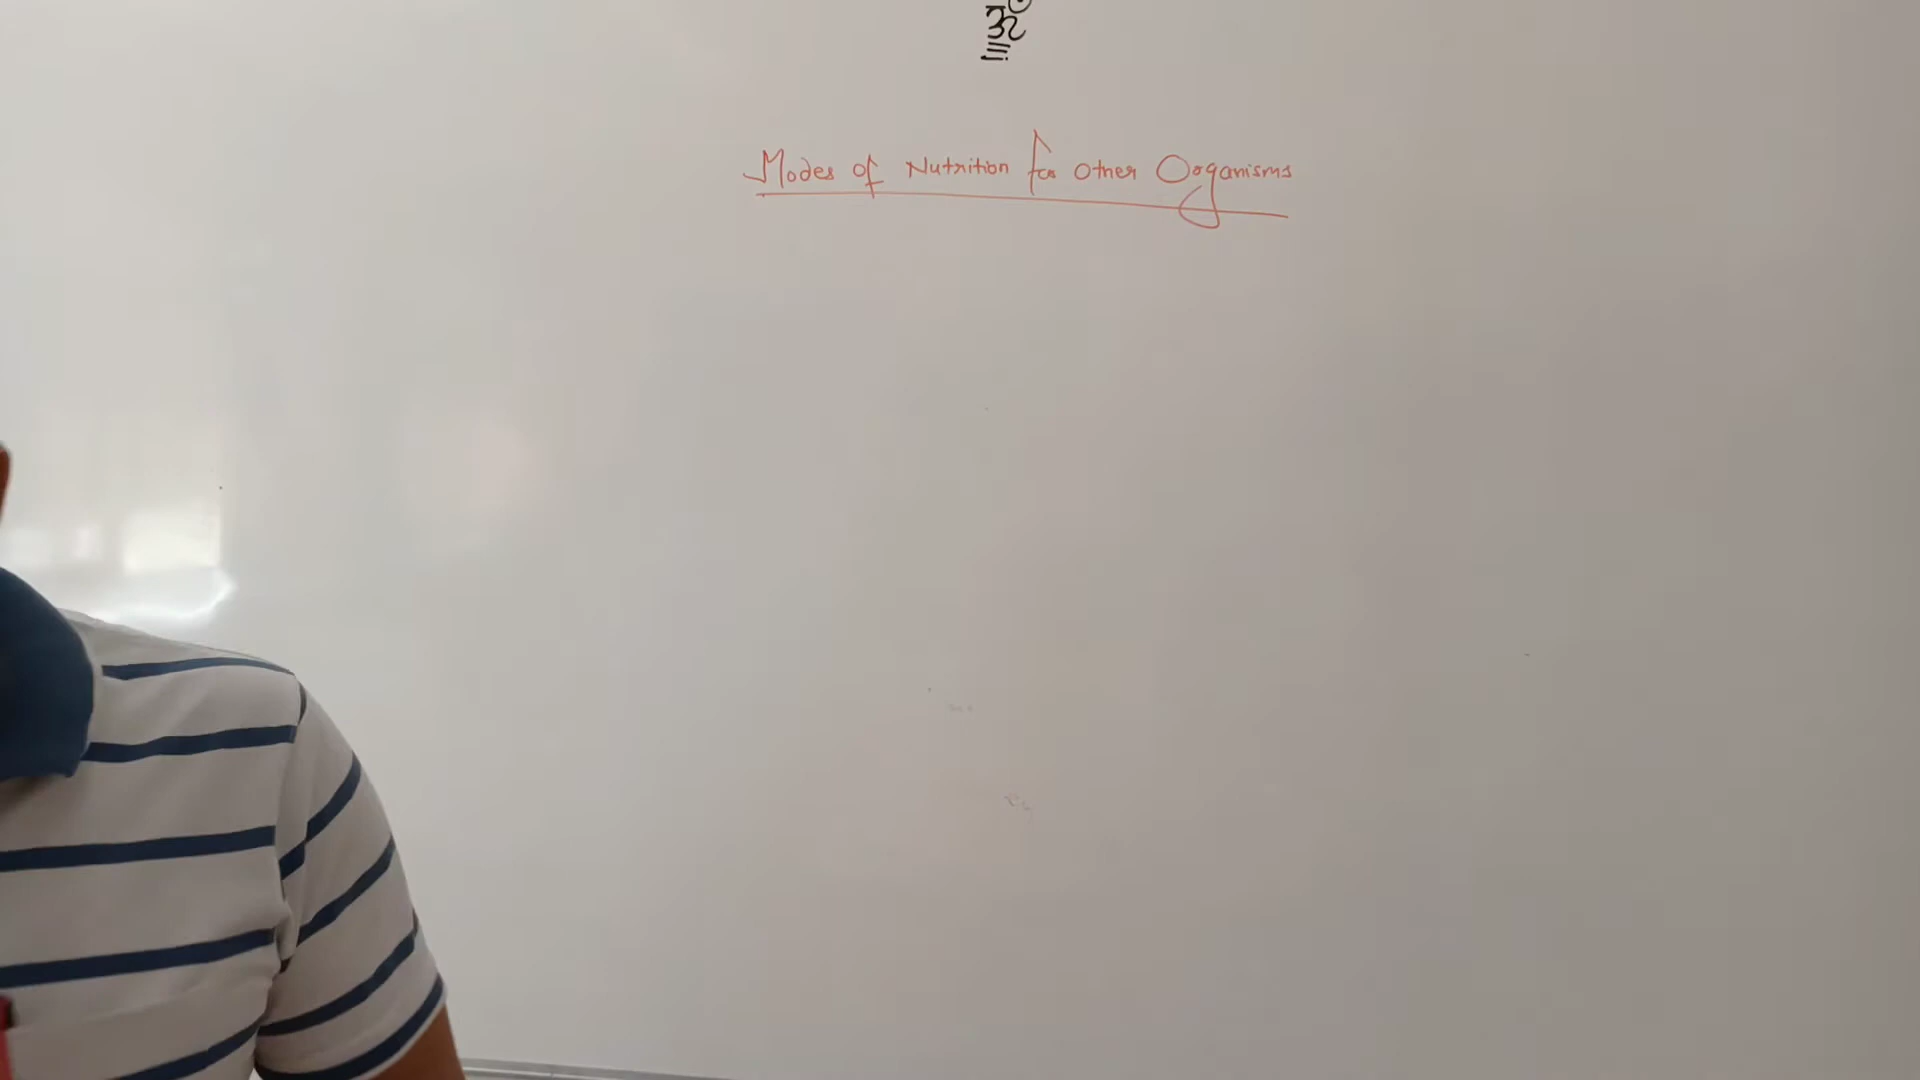 ॐ
Modes of Nutrition for Other Organisms